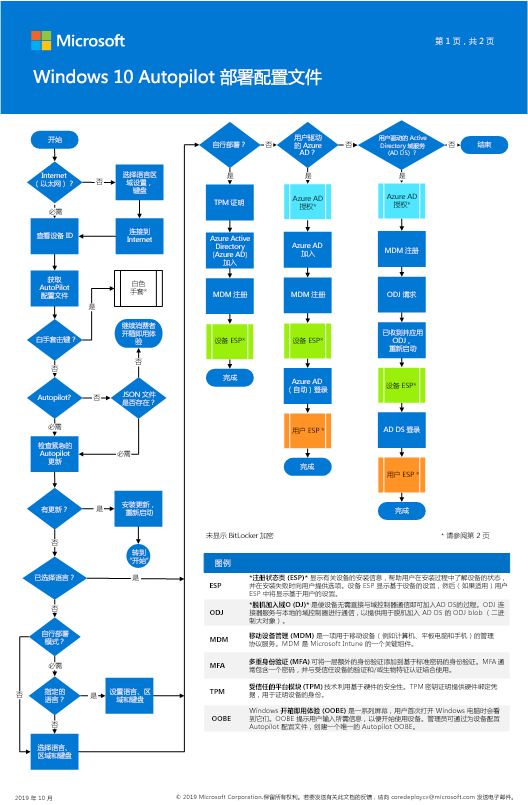 Microsoft
第 1 页，共 2 页
Windows 10 Autopilot 部署配置文件
开始
Internet
（以太网）？
否
选择语言区
域设置，
键盘
必需
查看设备 ID
连接到
Internet
获取
AutoPilot
配置文件
白色
手套*
是
白手套击键？
继续消费者
开箱即用体
验
否
否
Autopilot?
否
JSON 文件
是否存在？
必需
必需
检查紧靠的
Autopilot
更新
有更新？
是
安装更新，
重新启动
否
转到
"开始"
已选择语言？
是
否
自行部署
模式？
是
否
指定的
语言？
是
设置语言、区
域和键盘
否
选择语言、
区域和键盘
自行部署？
否
用户驱动
的 Azure
AD？
否
用户驱动的 Active
Directory 域服务
(AD DS) ？
否
结束
是
是
是
TPM 证明
Azure Active
Directory
(Azure AD)
加入
MDM 注册
设备 ESP*
完成
Azure AD
授权*
Azure AD
加入
MDM 注册
设备 ESP*
Azure AD
（自动）登录
用户 ESP *
完成
Azure AD
授权*
MDM 注册
ODJ 请求
已收到并应用
ODJ，
重新启动
设备 ESP*
AD DS 登录
用户 ESP *
完成
未显示 BitLocker 加密
* 请参阅第 2 页
图例
ESP
*注册状态页 (ESP)* 显示有关设备的安装信息，帮助用户在安装过程中了解设备的状态，
并在安装失败时向用户提供选项。设备 ESP 显示基于设备的设置，然后（如果适用）用户
ESP 中将显示基于用户的设置。
ODJ
*脱机加入接O (DJ)* 是使设备无需直接与域控制器通信即可加入AD DS的过程。ODJ 连
接器服务与本地的域控制器进行通信，以提供用于脱机加入 AD DS 的 ODJ blob （二进
制大对象）。
MDM
移动设备管理 (MDM) 是一项用于移动设备（例如计算机、平板电脑和手机）的管理
协议服务。MDM 是 Microsoft Intune 的一个关键组件。
MFA
多重身份验证 (MFA) 可将一层额外的身份验证添加到基于标准密码的身份验证。MFA 通
常包含一个密码，并与受信任设备的验证和/或生物特征认证场合使用。
TPM
受信任的平台模块 (TPM) 技术利用基于硬件的安全性。TPM 密钥证明提供硬件绑定凭
据，用于证明设备的身份。
OOBE
Windows 开箱即用体验 (OOBE) 是一系列屏幕，用户首次打开 Windows 电脑时会看
到它们。OOBE 提示用户输入所需信息，以便开始使用设备。管理员可通过为设备配置
Autopilot 配置文件，创建一个唯一的 Autopilot OOBE。
2019 年 10 月
© 2019 Microsoft Corporation.保留所有权利。若要发送有关此文档的反馈，请向 coredeploycx@microsoft.com 发送电子邮件。